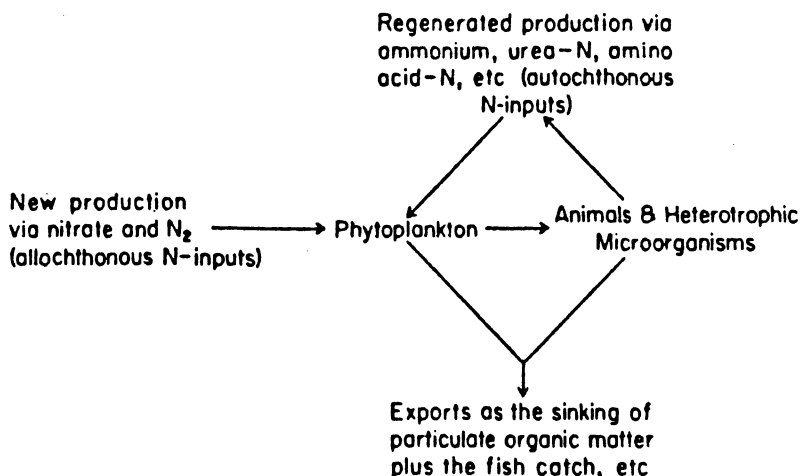 Regenerated production via
ammonium, urea-N, amino
acid-N, etc (autochthonous
N-inputs)
New production
via nitrate and N₂
(allochthonous N-inputs)
Phytoplankton
Animals & Heterotrophic
Microorganisms
Exports as the sinking of
particulate organic matter
plus the fish catch, etc